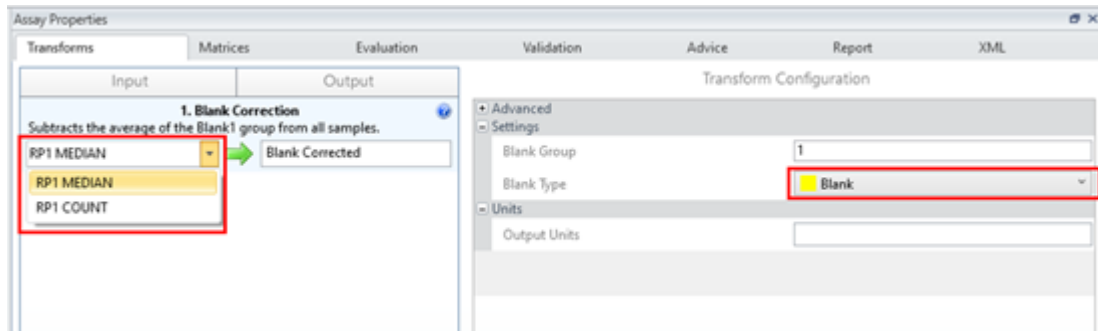 Assay Properties
Transforms Matrices Evaluation Validation Advice Report XML
Input Output
Transform Configuration
1. Blank Correction
Subtracts the average of the Blank1 group from all samples.
RP1 MEDIAN
Blank Corrected
RP1 MEDIAN
RP1 COUNT
Advanced
Settings
Blank Group 1
Blank Type Blank
Units
Output Units